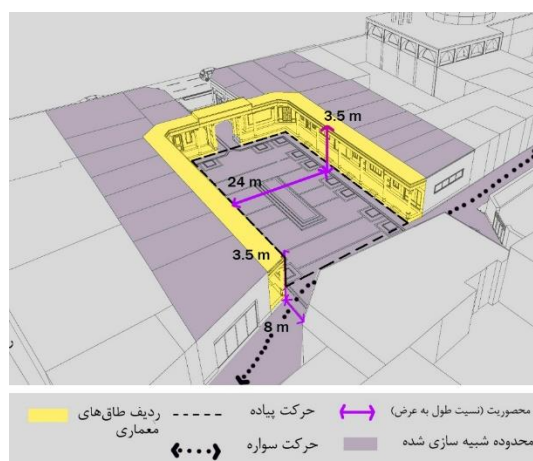 3.5 m
24 m
3.5 m
8 m
محصوریت (نسبت طول به عرض)
حرکت پیاده
ردیف طاق‌های معماری
محدوده شبیه سازی شده
حرکت سواره